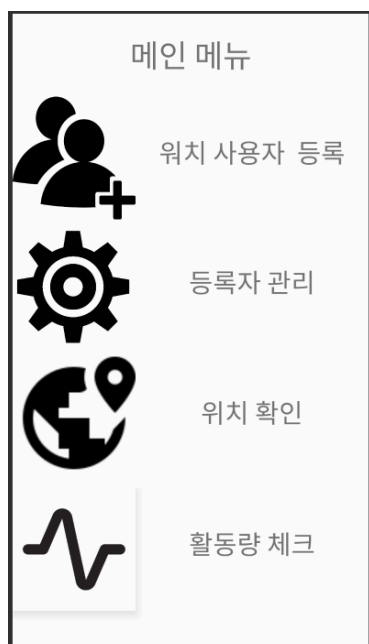 메인 메뉴
워치 사용자 등록
등록자 관리
위치 확인
활동량 체크